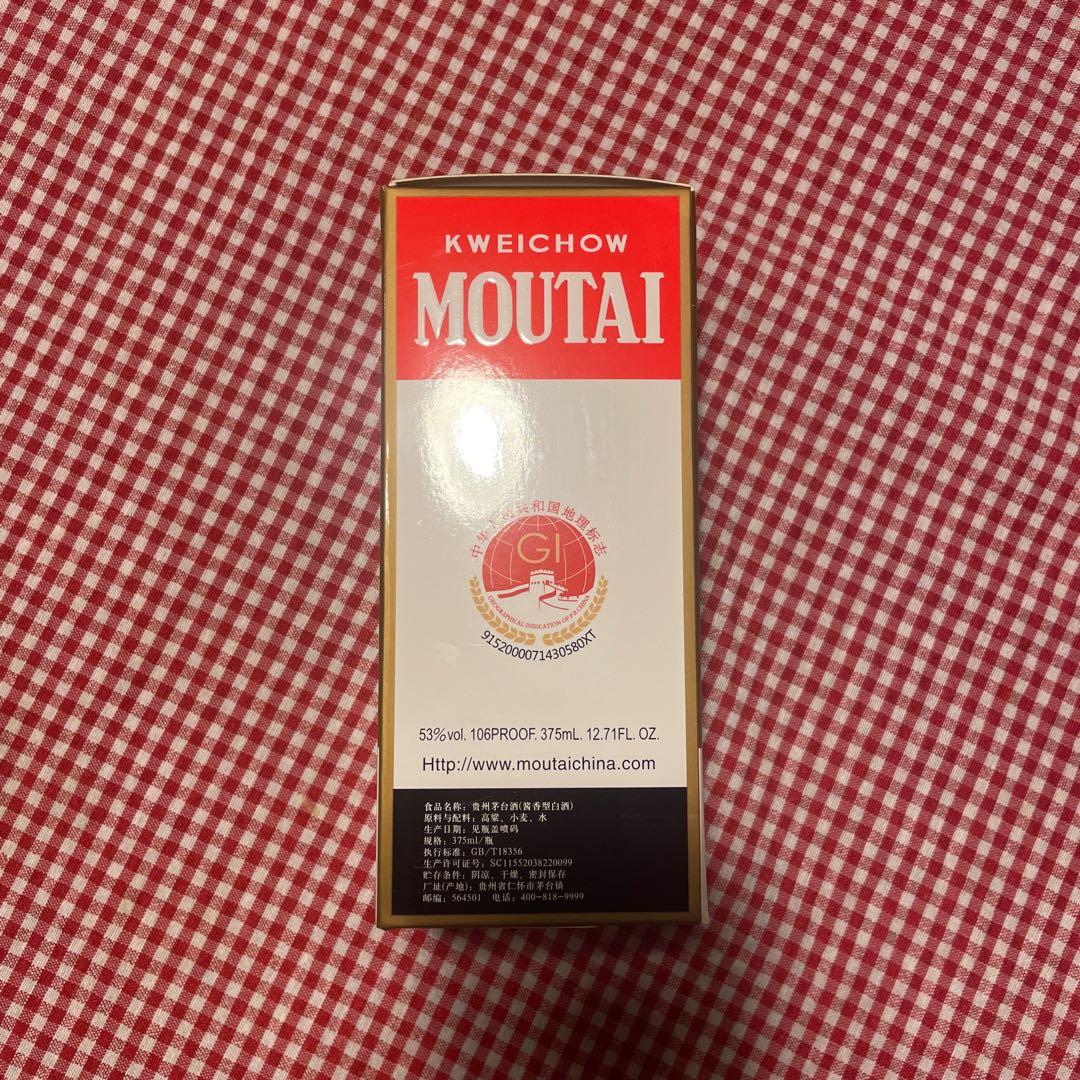 KWEICHOW
MOUTAI
中华人民共和国地理标志
GI
GEOGRAPHICAL INDICATION OF P.R.CHINA
9152000071430580XT
53%vol. 106PROOF. 375mL. 12.71FL. OZ.
Http://www.moutaichina.com
食品名称：贵州茅台酒(酱香型白酒)
原料与配料：高粱、小麦、水
生产日期：见瓶盖喷码
规格：375ml/瓶
执行标准：GB/T18356
生产许可证号：SC11552038220099
贮存条件：阴凉、干燥、密封保存
厂址(产地)：贵州省仁怀市茅台镇
邮编：564501 电话：400-818-9999